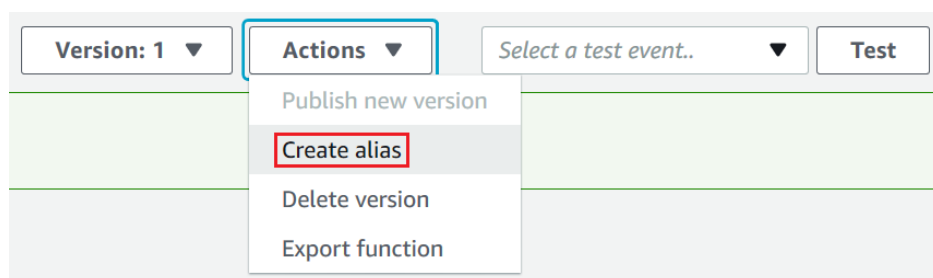 Version: 1 Actions Select a test event.. Test
Publish new version
Create alias
Delete version
Export function